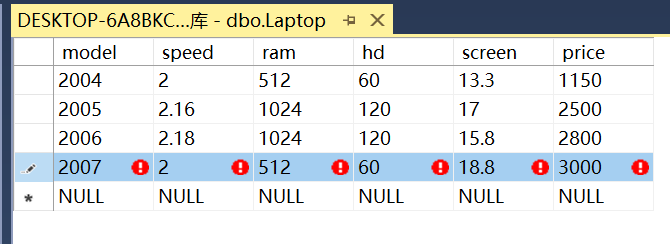 DESKTOP-6A8BKC...库 - dbo.Laptop
model speed ram hd screen price
2004 2 512 60 13.3 1150
2005 2.16 1024 120 17 2500
2006 2.18 1024 120 15.8 2800
2007 2 512 60 18.8 3000
NULL NULL NULL NULL NULL NULL